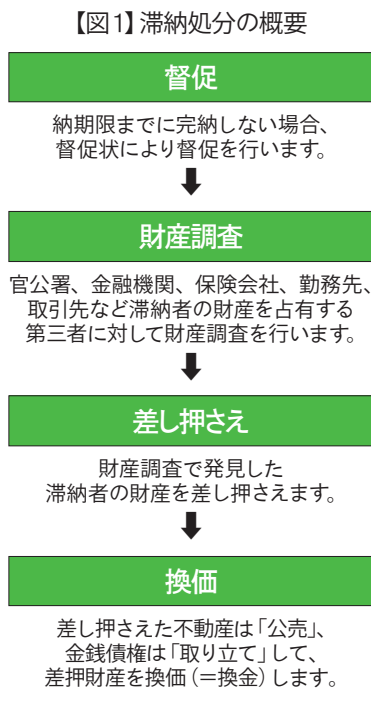 【図1】滞納処分の概要
督促
納期限までに完納しない場合、
督促状により督促を行います。
⬇
財産調査
官公署、金融機関、保険会社、勤務先、
取引先など滞納者の財産を占有する
第三者に対して財産調査を行います。
⬇
差し押さえ
財産調査で発見した
滞納者の財産を差し押さえます。
⬇
換価
差し押さえた不動産は「公売」、
金銭債権は「取り立て」して、
差押財産を換価（＝換金）します。